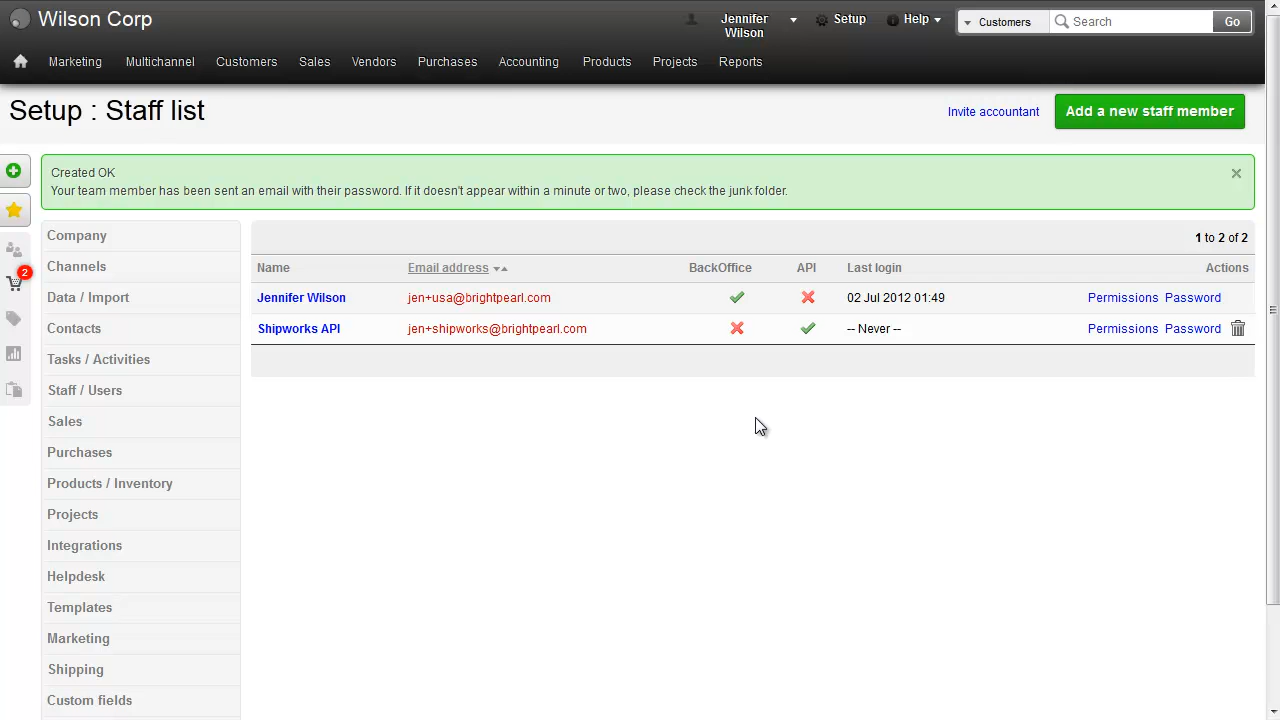 Wilson Corp
Jennifer Wilson
Setup
Help
Customers
Search
Go
Marketing
Multichannel
Customers
Sales
Vendors
Purchases
Accounting
Products
Projects
Reports
Setup : Staff list
Invite accountant
Add a new staff member
Created OK
Your team member has been sent an email with their password. If it doesn't appear within a minute or two, please check the junk folder.
2
Company
Channels
Data / Import
Contacts
Tasks / Activities
Staff / Users
Sales
Purchases
Products / Inventory
Projects
Integrations
Helpdesk
Templates
Marketing
Shipping
Custom fields
1 to 2 of 2
Name Email address BackOffice API Last login Actions
Jennifer Wilson jen+usa@brightpearl.com 02 Jul 2012 01:49 Permissions Password
Shipworks API jen+shipworks@brightpearl.com -- Never -- Permissions Password